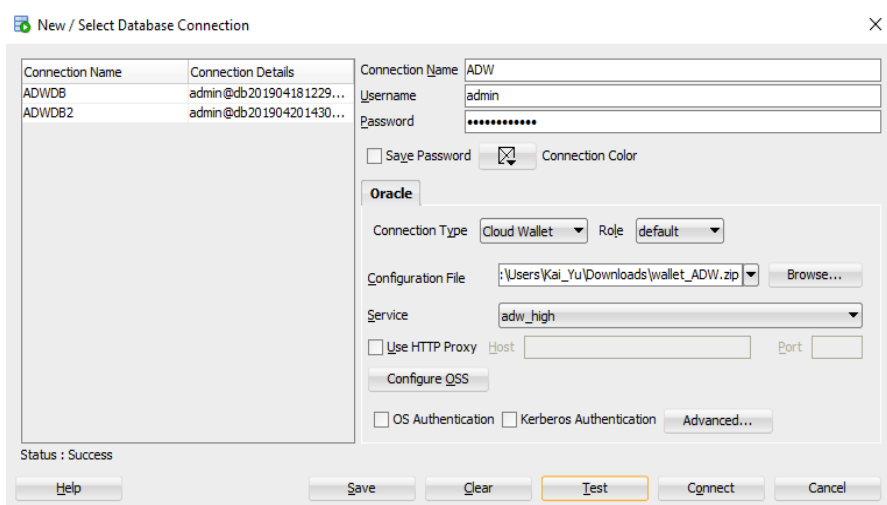 New / Select Database Connection
Connection Name Connection Details
ADWDB admin@db201904181229...
ADWDB2 admin@db201904201430...
Connection Name ADW
Username admin
Password ••••••••••••
Save Password Connection Color
Oracle
Connection Type Cloud Wallet Role default
Configuration File :\Users\Kai_Yu\Downloads\wallet_ADW.zip Browse...
Service adw_high
Use HTTP Proxy Host Port
Configure OSS
OS Authentication Kerberos Authentication Advanced...
Status : Success
Help Save Clear Test Connect Cancel